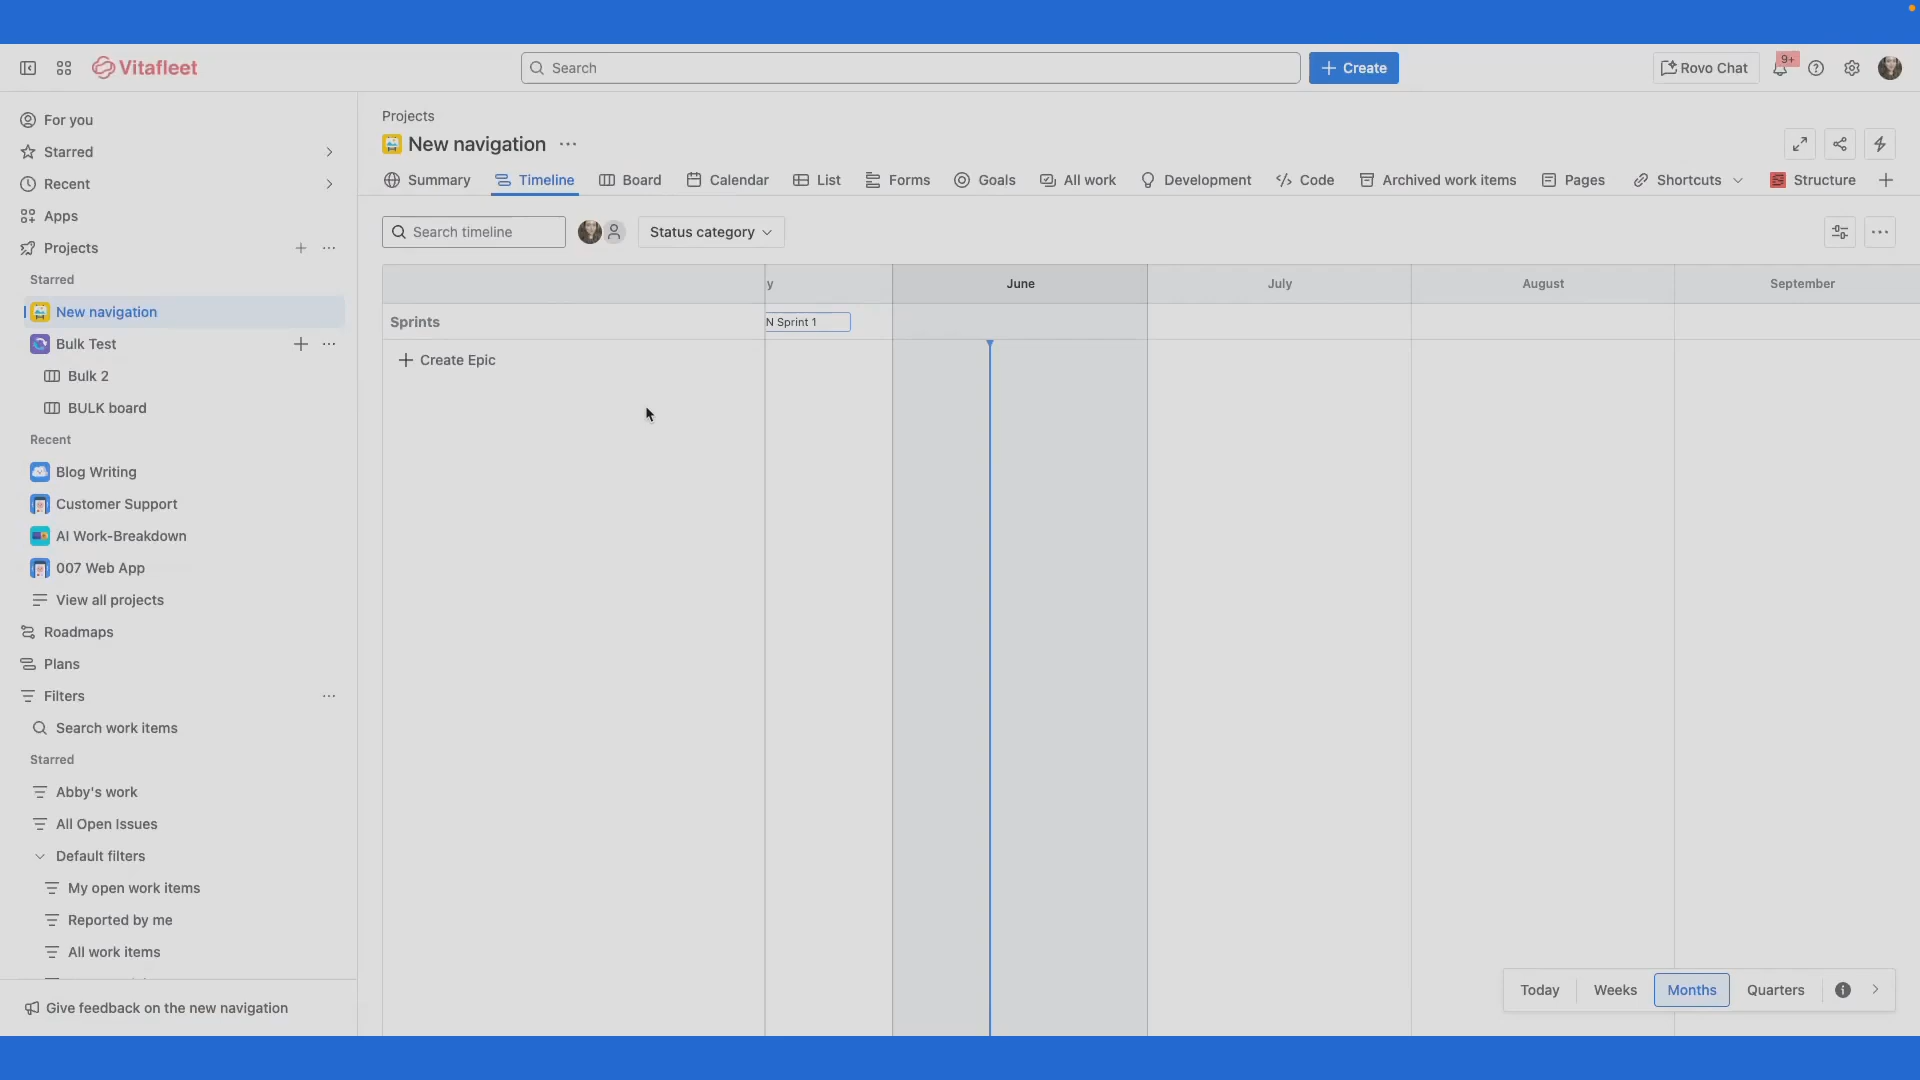 Vitafleet
Search
Create
Rovo Chat
9+
For you
Starred
Recent
Apps
Projects
Starred
New navigation
Bulk Test
Bulk 2
BULK board
Recent
Blog Writing
Customer Support
AI Work-Breakdown
007 Web App
View all projects
Roadmaps
Plans
Filters
Search work items
Starred
Abby's work
All Open Issues
Default filters
My open work items
Reported by me
All work items
Give feedback on the new navigation
Projects
New navigation
Summary
Timeline
Board
Calendar
List
Forms
Goals
All work
Development
Code
Archived work items
Pages
Shortcuts
Structure
Search timeline
Status category
y
June
July
August
September
Sprints
N Sprint 1
Create Epic
Today
Weeks
Months
Quarters